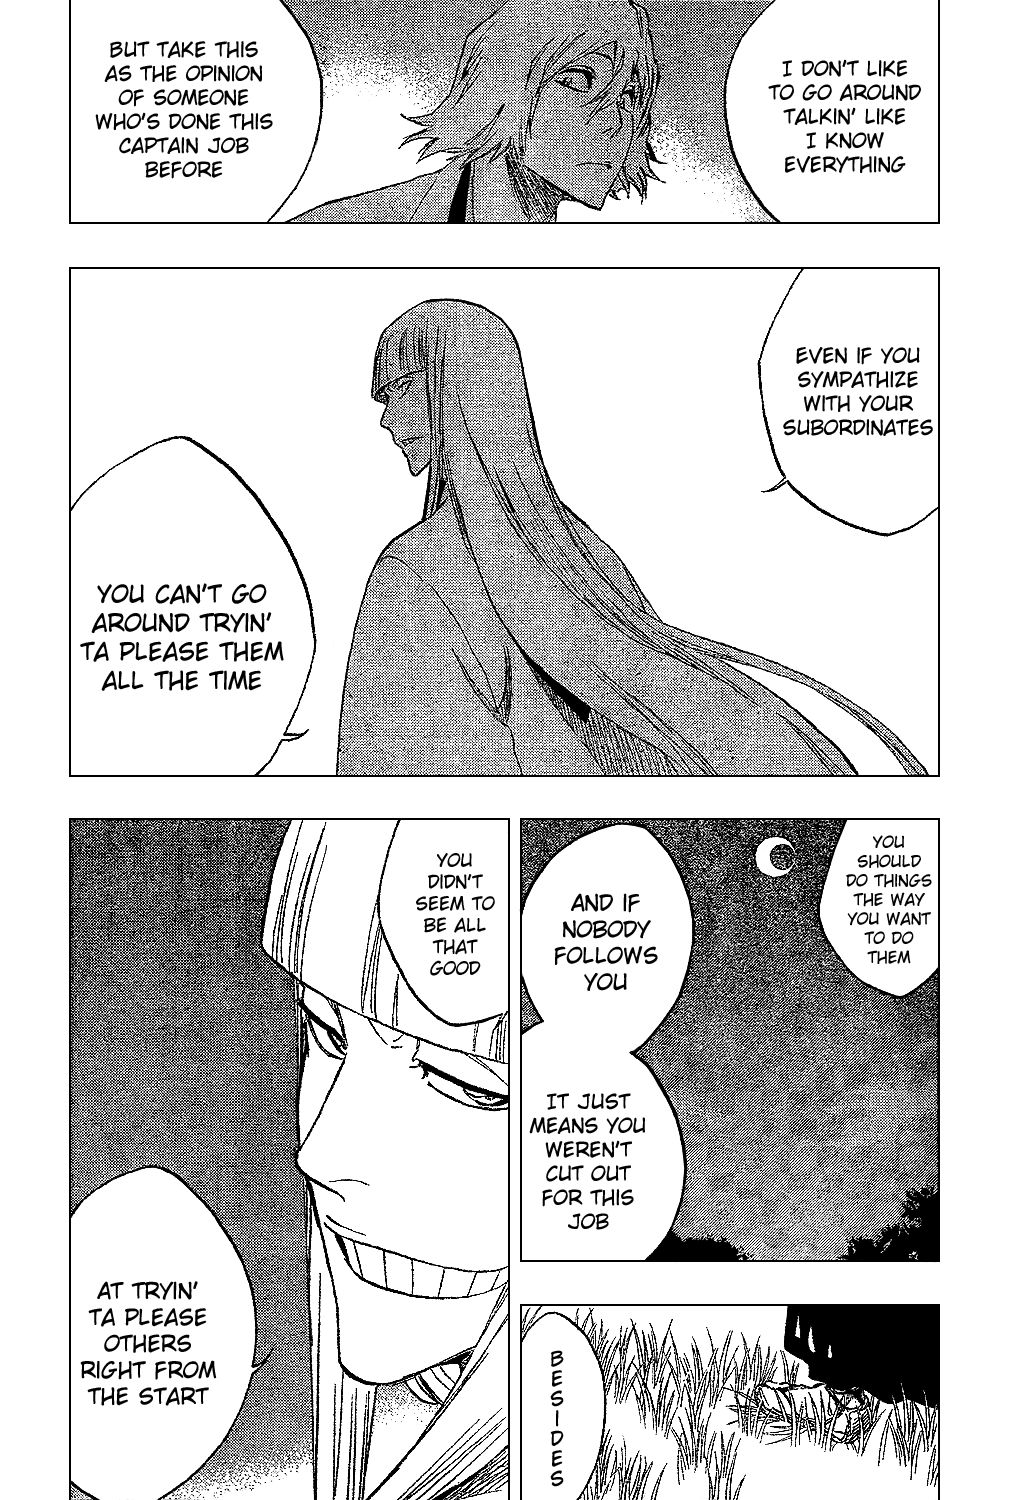 I DON'T LIKE
TO GO AROUND
TALKIN' LIKE
I KNOW
EVERYTHING
BUT TAKE THIS
AS THE OPINION
OF SOMEONE
WHO'S DONE THIS
CAPTAIN JOB
BEFORE
EVEN IF YOU
SYMPATHIZE
WITH YOUR
SUBORDINATES
YOU CAN'T GO
AROUND TRYIN'
TA PLEASE THEM
ALL THE TIME
YOU
SHOULD
DO THINGS
THE WAY
YOU WANT
TO DO
THEM
AND IF
NOBODY
FOLLOWS
YOU
IT JUST
MEANS YOU
WEREN'T
CUT OUT
FOR THIS
JOB
BESIDES
YOU
DIDN'T
SEEM TO
BE ALL
THAT
GOOD
AT TRYIN'
TA PLEASE
OTHERS
RIGHT FROM
THE START